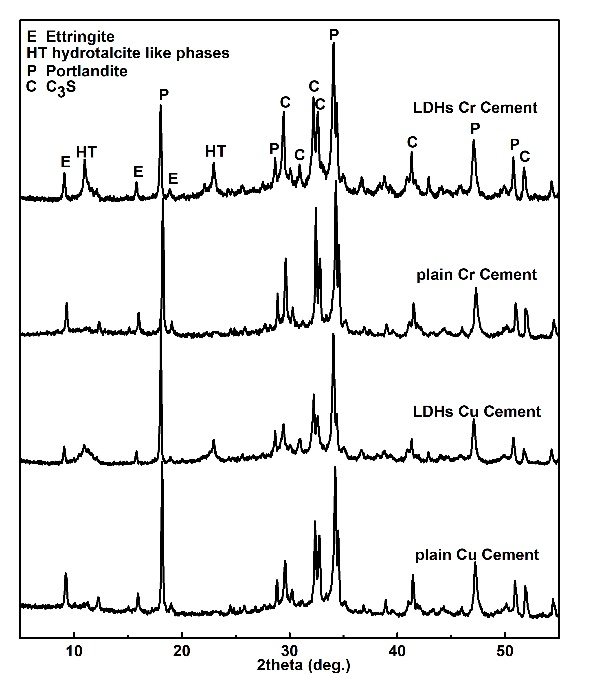 E Ettringite
HT hydrotalcite like phases
P Portlandite
C C₃S
P
P
C
C
C
LDHs Cr Cement
E
HT
E
E
HT
P
C
C
P
P
C
plain Cr Cement
LDHs Cu Cement
plain Cu Cement
10 20 30 40 50
2theta (deg.)